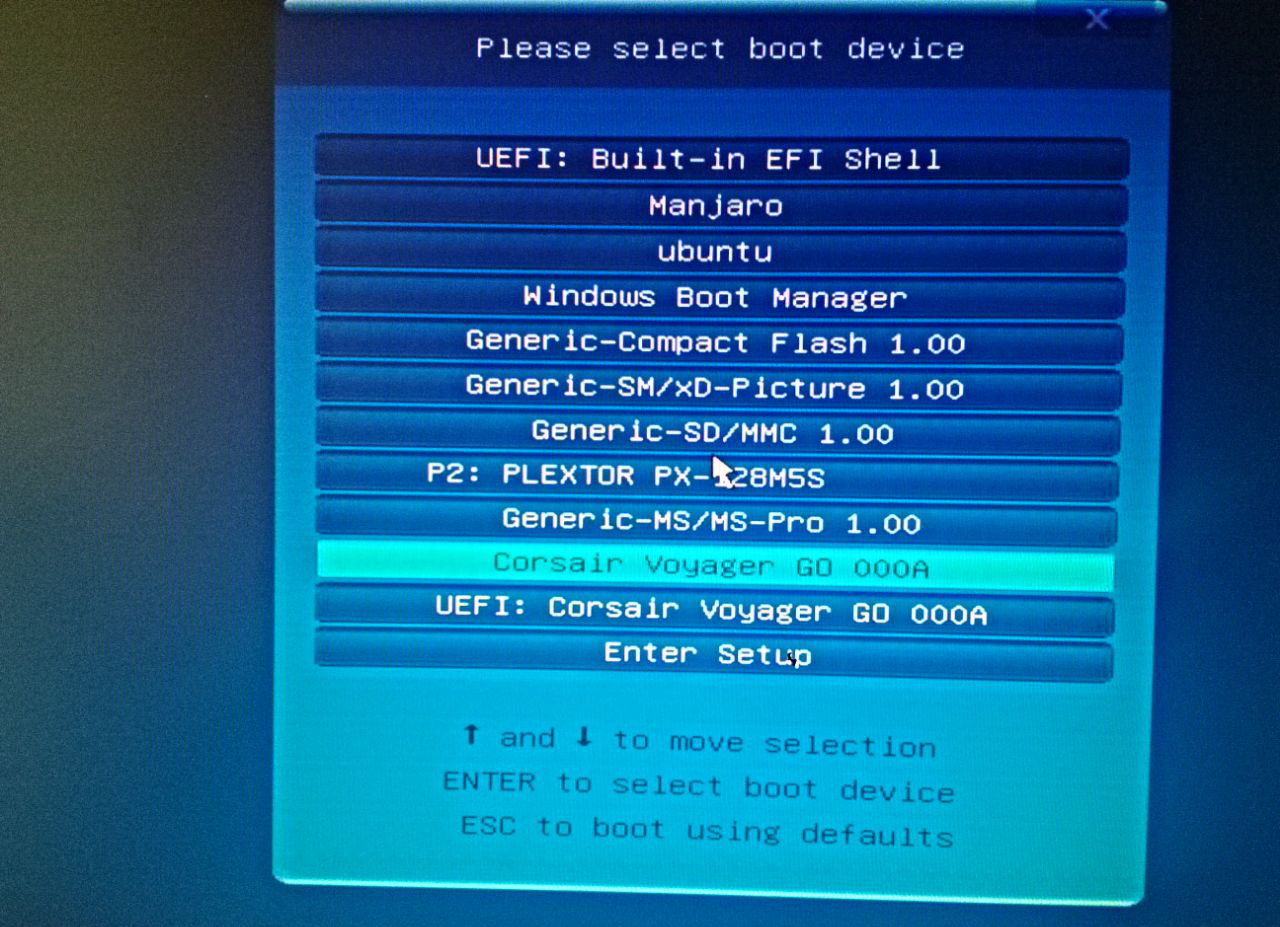 Please select boot device
UEFI: Built-in EFI Shell
Manjaro
ubuntu
Windows Boot Manager
Generic-Compact Flash 1.00
Generic-SM/xD-Picture 1.00
Generic-SD/MMC 1.00
P2: PLEXTOR PX-128M5S
Generic-MS/MS-Pro 1.00
Corsair Voyager GO 000A
UEFI: Corsair Voyager GO 000A
Enter Setup
↑ and ↓ to move selection
ENTER to select boot device
ESC to boot using defaults